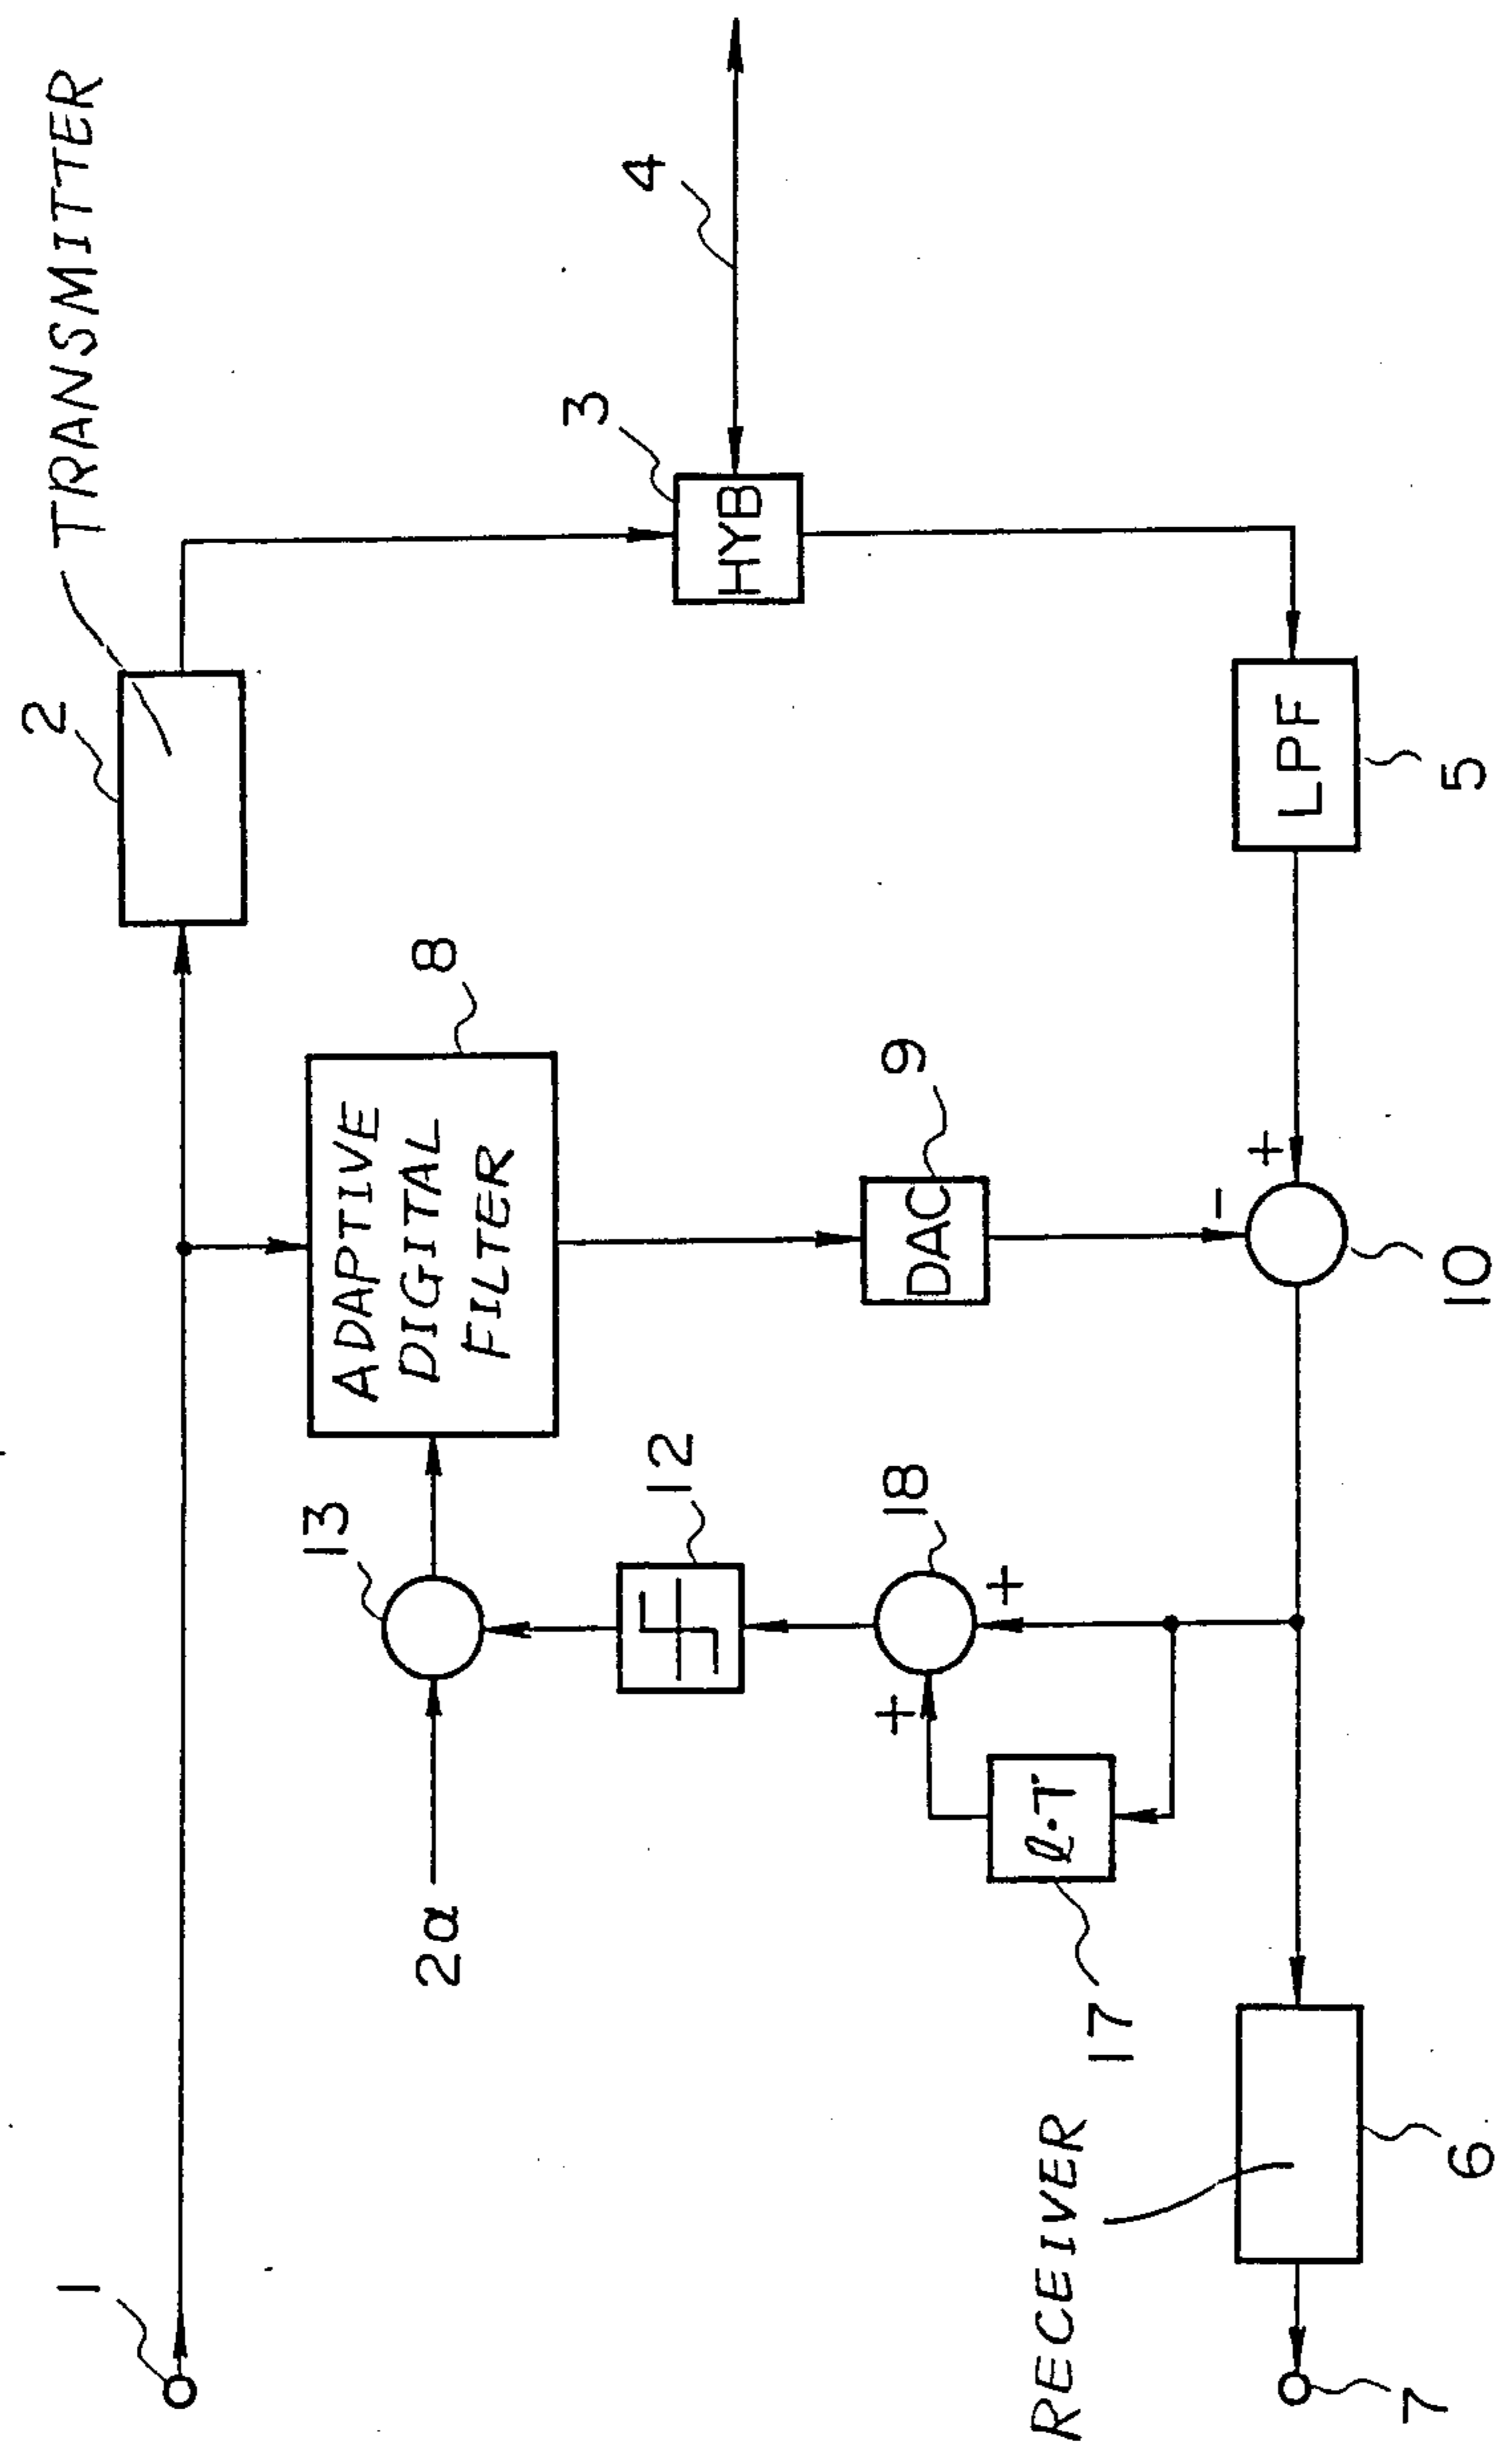 1
2
TRANSMITTER
3
HYB
4
13
2α
ADAPTIVE
DIGITAL
FILTER
8
12
18
+
+
l·T
17
DAC
9
-
+
10
LPF
5
RECEIVER
6
7